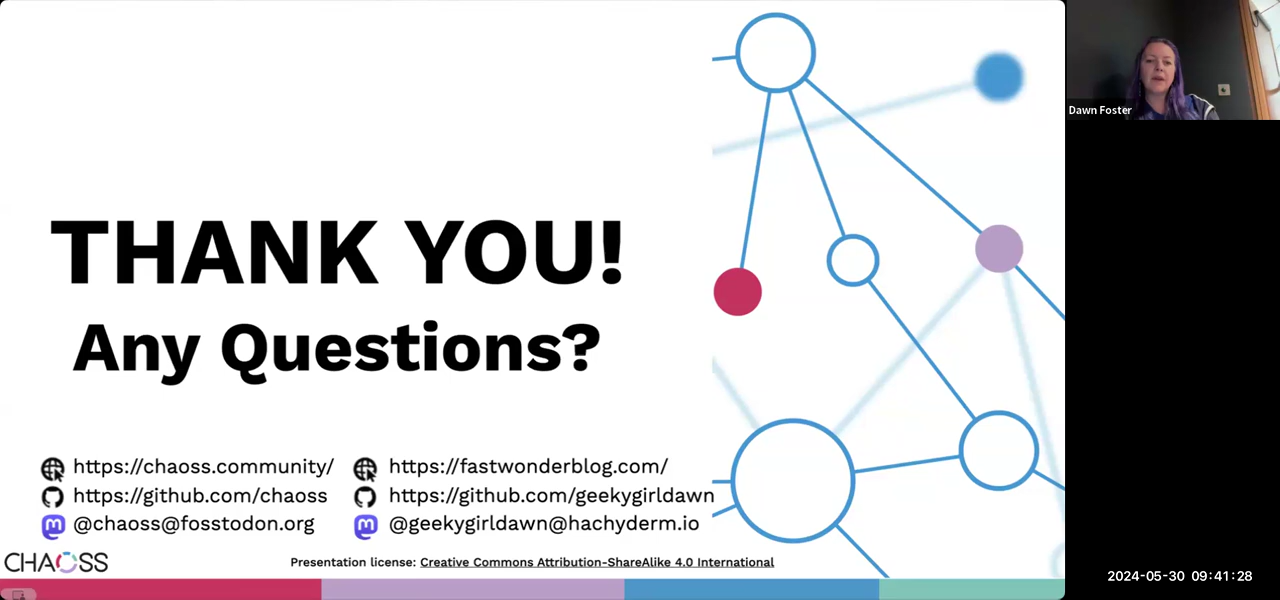 Dawn Foster
THANK YOU!
Any Questions?
https://chaoss.community/
https://github.com/chaoss
@chaoss@fosstodon.org
https://fastwonderblog.com/
https://github.com/geekygirldawn
@geekygirldawn@hachyderm.io
CHAOSS
Presentation license: Creative Commons Attribution-ShareAlike 4.0 International
2024-05-30 09:41:28